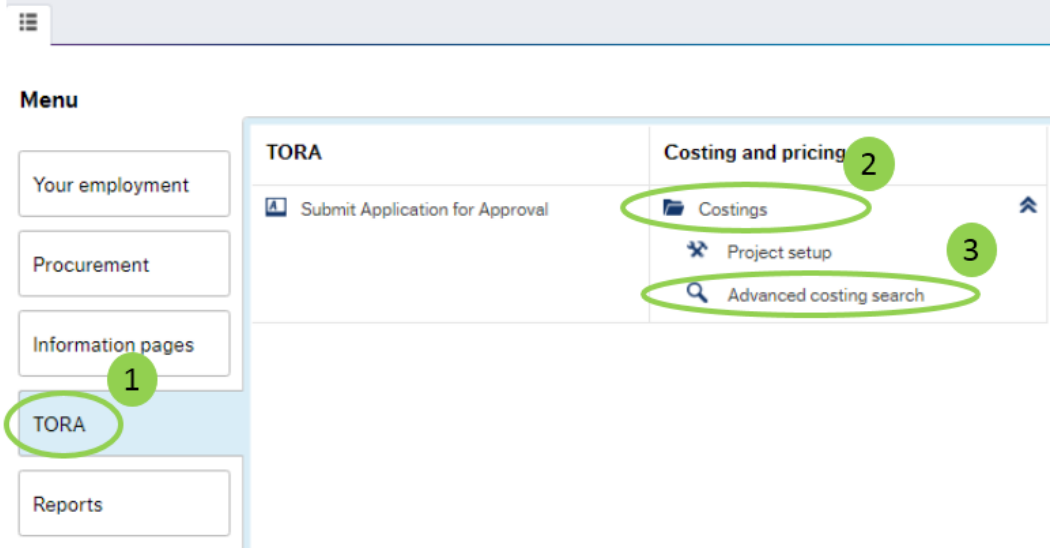 Menu
Your employment
Procurement
Information pages
1
TORA
Reports
TORA
Submit Application for Approval
Costing and pricing
2
Costings
Project setup
3
Advanced costing search